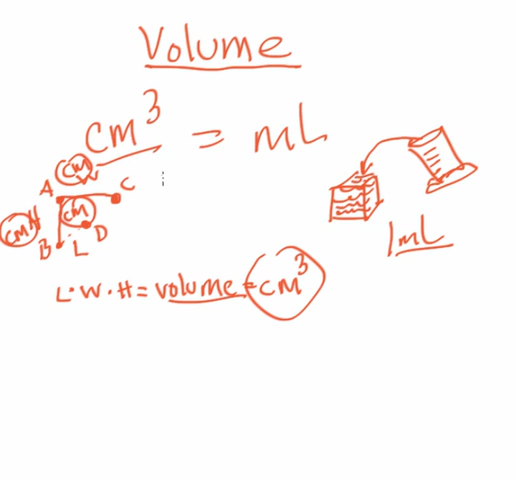 Volume
cm³ = mL
cm
W
A C
cm H cm
B L D
1mL
L·W·H = volume = cm³